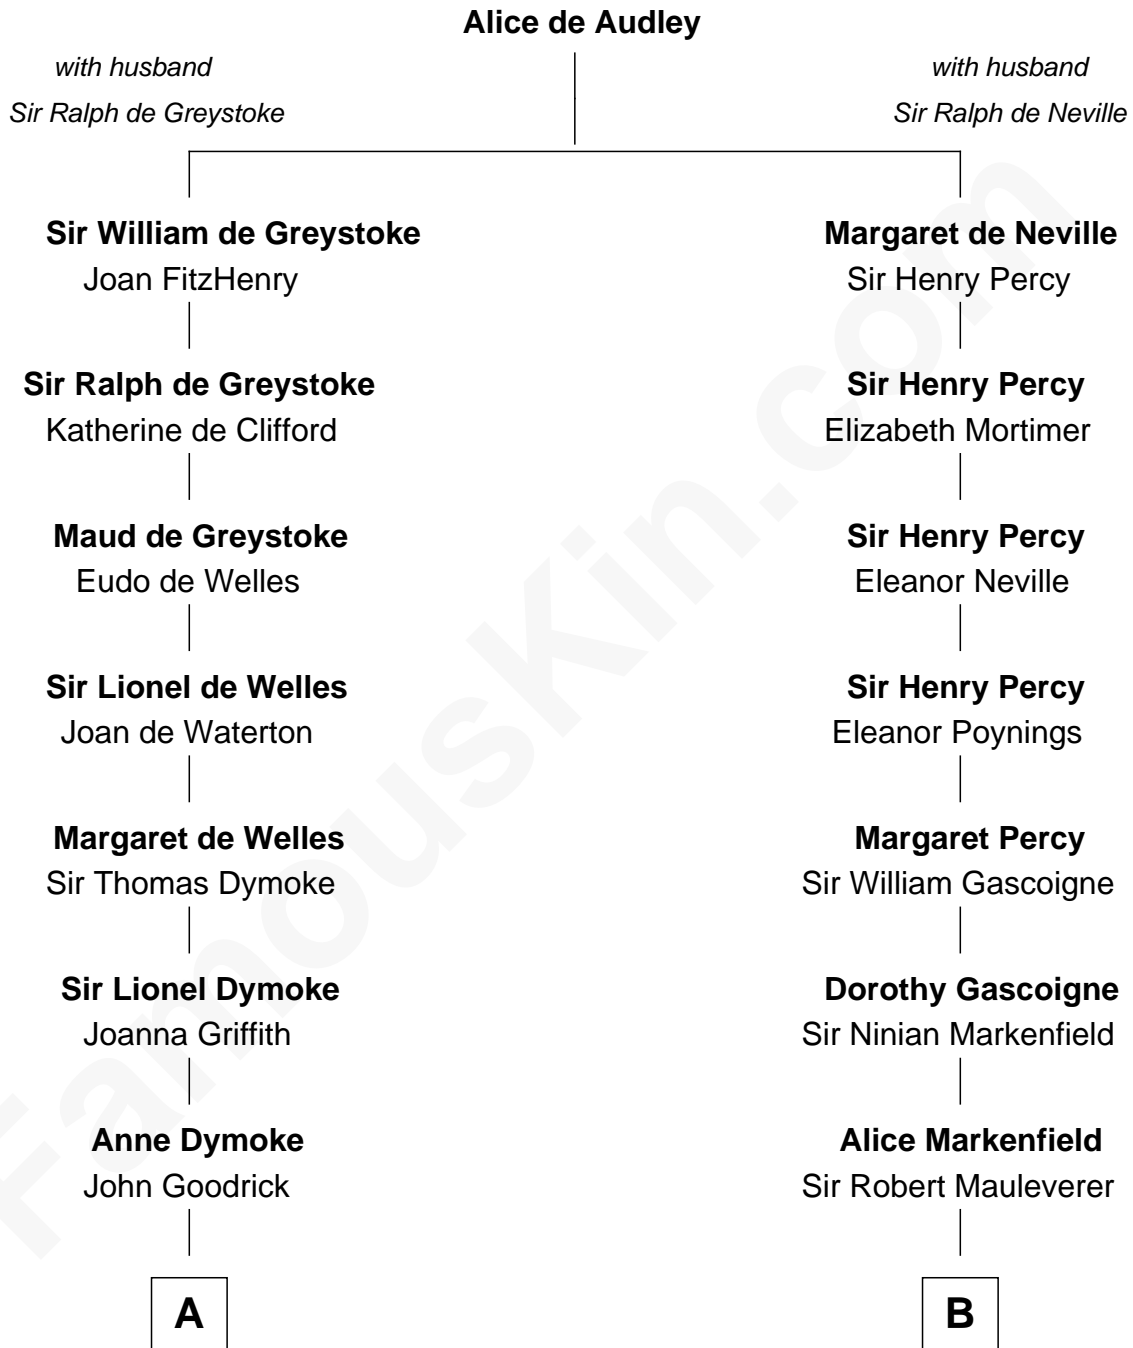 Alice de Audley
with husband
Sir Ralph de Greystoke
with husband
Sir Ralph de Neville
Sir William de Greystoke
Joan FitzHenry
Margaret de Neville
Sir Henry Percy
Sir Ralph de Greystoke
Katherine de Clifford
Sir Henry Percy
Elizabeth Mortimer
Maud de Greystoke
Eudo de Welles
Sir Henry Percy
Eleanor Neville
Sir Lionel de Welles
Joan de Waterton
Sir Henry Percy
Eleanor Poynings
Margaret de Welles
Sir Thomas Dymoke
Margaret Percy
Sir William Gascoigne
Sir Lionel Dymoke
Joanna Griffith
Dorothy Gascoigne
Sir Ninian Markenfield
Anne Dymoke
John Goodrick
Alice Markenfield
Sir Robert Mauleverer
A
B
FamousKin.com